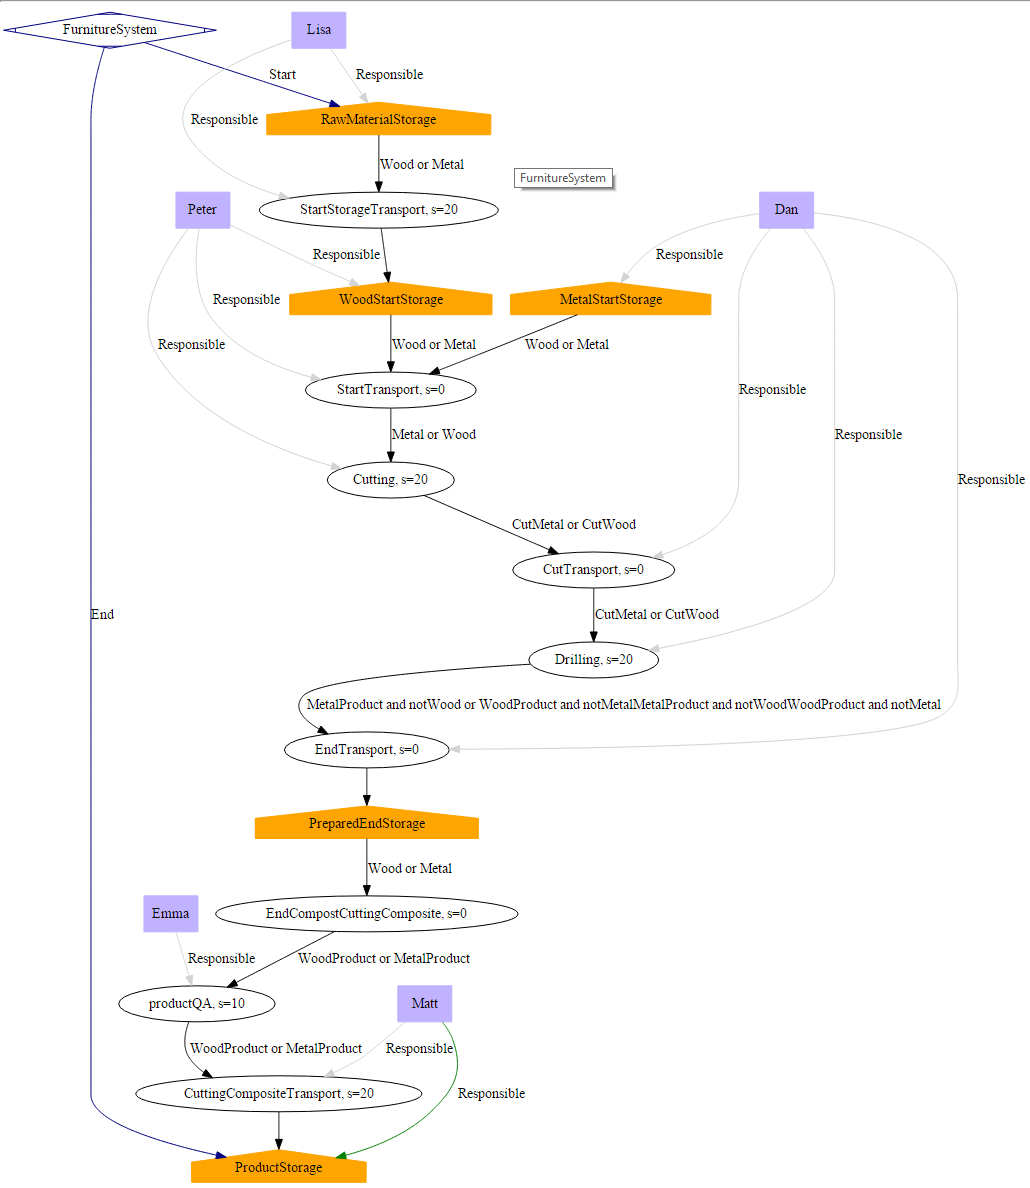 FurnitureSystem
Lisa
Start
Responsible
Responsible
RawMaterialStorage
Wood or Metal
FurnitureSystem
StartStorageTransport, s=20
Peter
Dan
Responsible
Responsible
Responsible
WoodStartStorage
MetalStartStorage
Responsible
Wood or Metal
Wood or Metal
StartTransport, s=0
Responsible
Metal or Wood
Responsible
Cutting, s=20
Responsible
CutMetal or CutWood
CutTransport, s=0
End
CutMetal or CutWood
Drilling, s=20
MetalProduct and notWood or WoodProduct and notMetalMetalProduct and notWoodWoodProduct and notMetal
EndTransport, s=0
PreparedEndStorage
Wood or Metal
Emma
EndCompostCuttingComposite, s=0
Responsible
WoodProduct or MetalProduct
productQA, s=10
Matt
WoodProduct or MetalProduct
Responsible
CuttingCompositeTransport, s=20
Responsible
ProductStorage